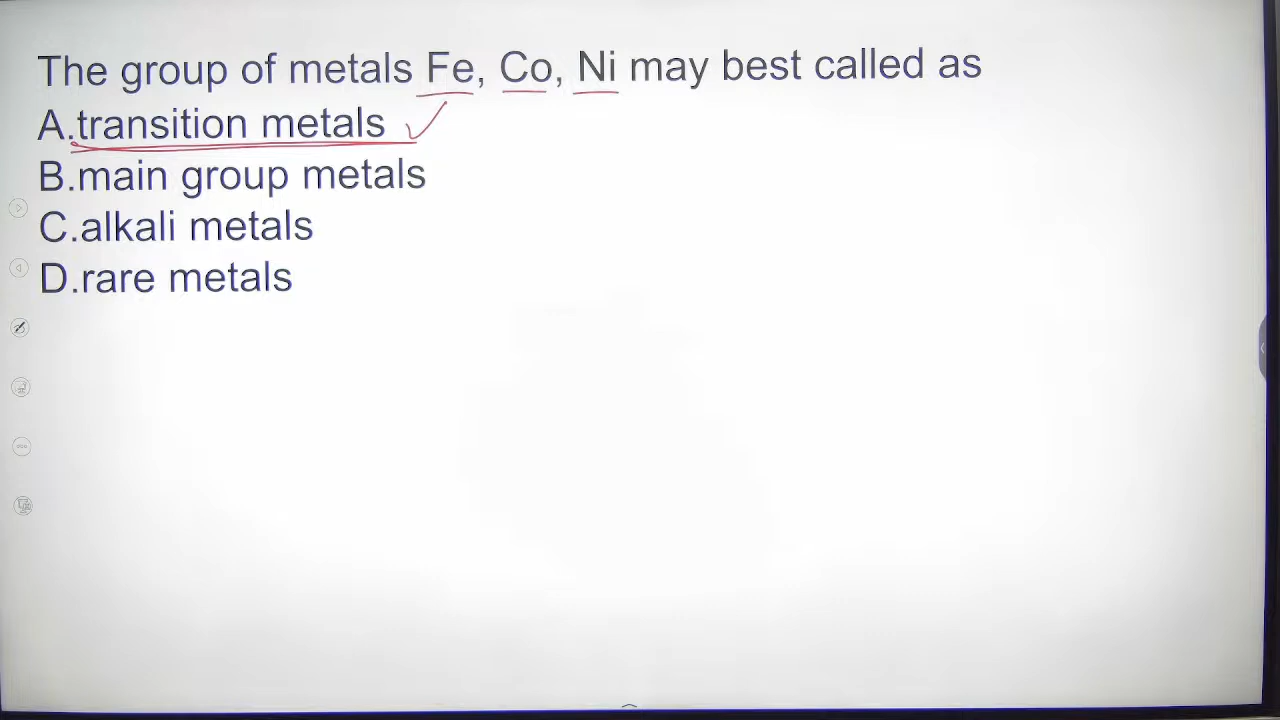 The group of metals Fe, Co, Ni may best called as
A.transition metals
B.main group metals
C.alkali metals
D.rare metals